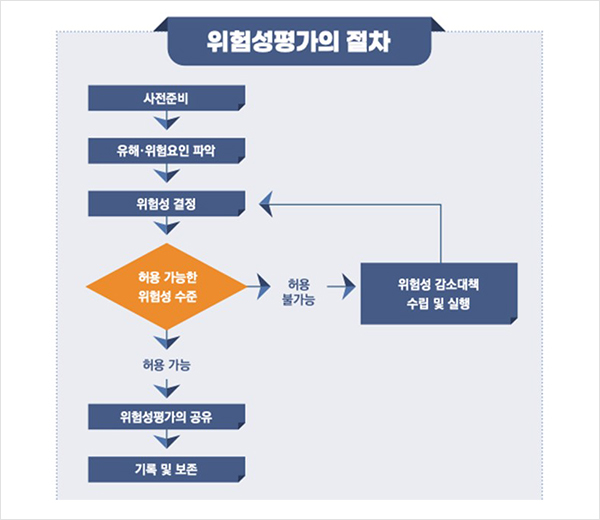 위험성평가의 절차
사전준비
유해·위험요인 파악
위험성 결정
허용 가능한
위험성 수준
허용
불가능
위험성 감소대책
수립 및 실행
허용 가능
위험성평가의 공유
기록 및 보존